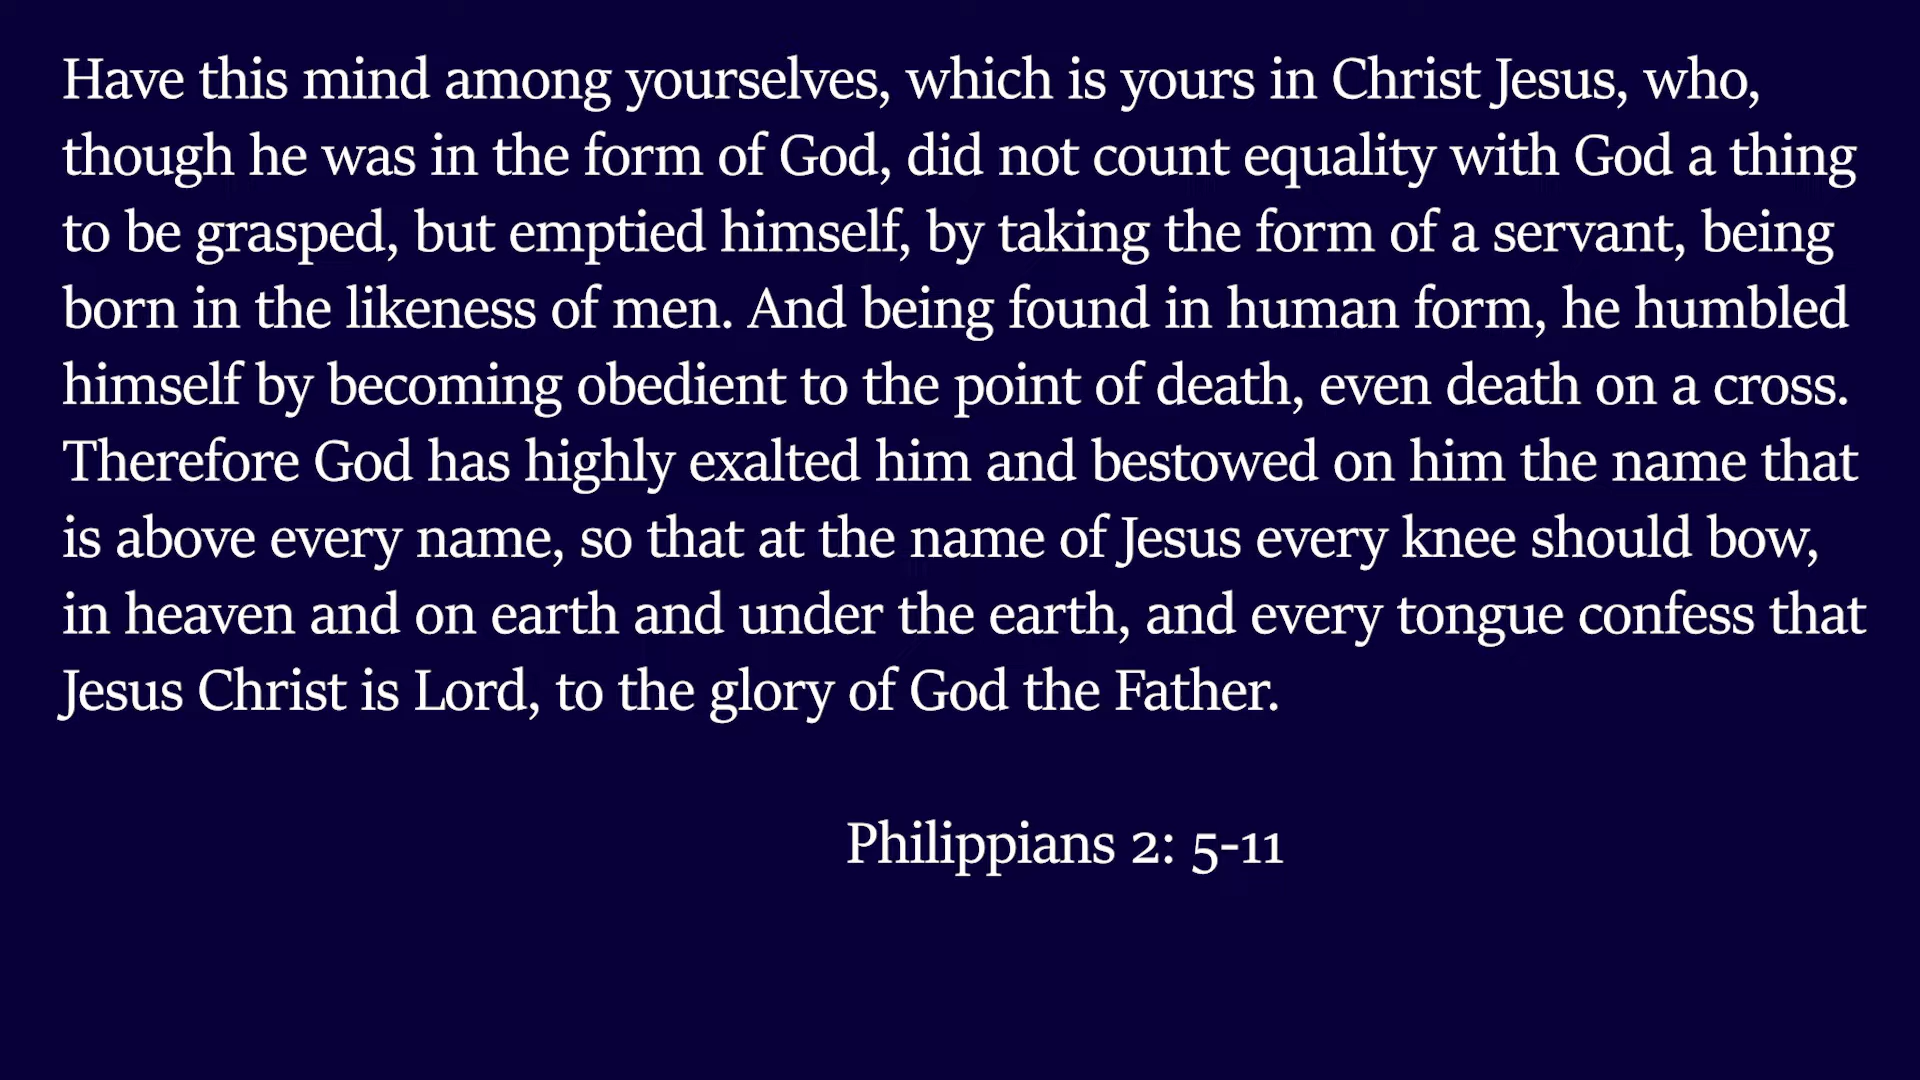 Have this mind among yourselves, which is yours in Christ Jesus, who,
though he was in the form of God, did not count equality with God a thing
to be grasped, but emptied himself, by taking the form of a servant, being
born in the likeness of men. And being found in human form, he humbled
himself by becoming obedient to the point of death, even death on a cross.
Therefore God has highly exalted him and bestowed on him the name that
is above every name, so that at the name of Jesus every knee should bow,
in heaven and on earth and under the earth, and every tongue confess that
Jesus Christ is Lord, to the glory of God the Father.
Philippians 2: 5-11